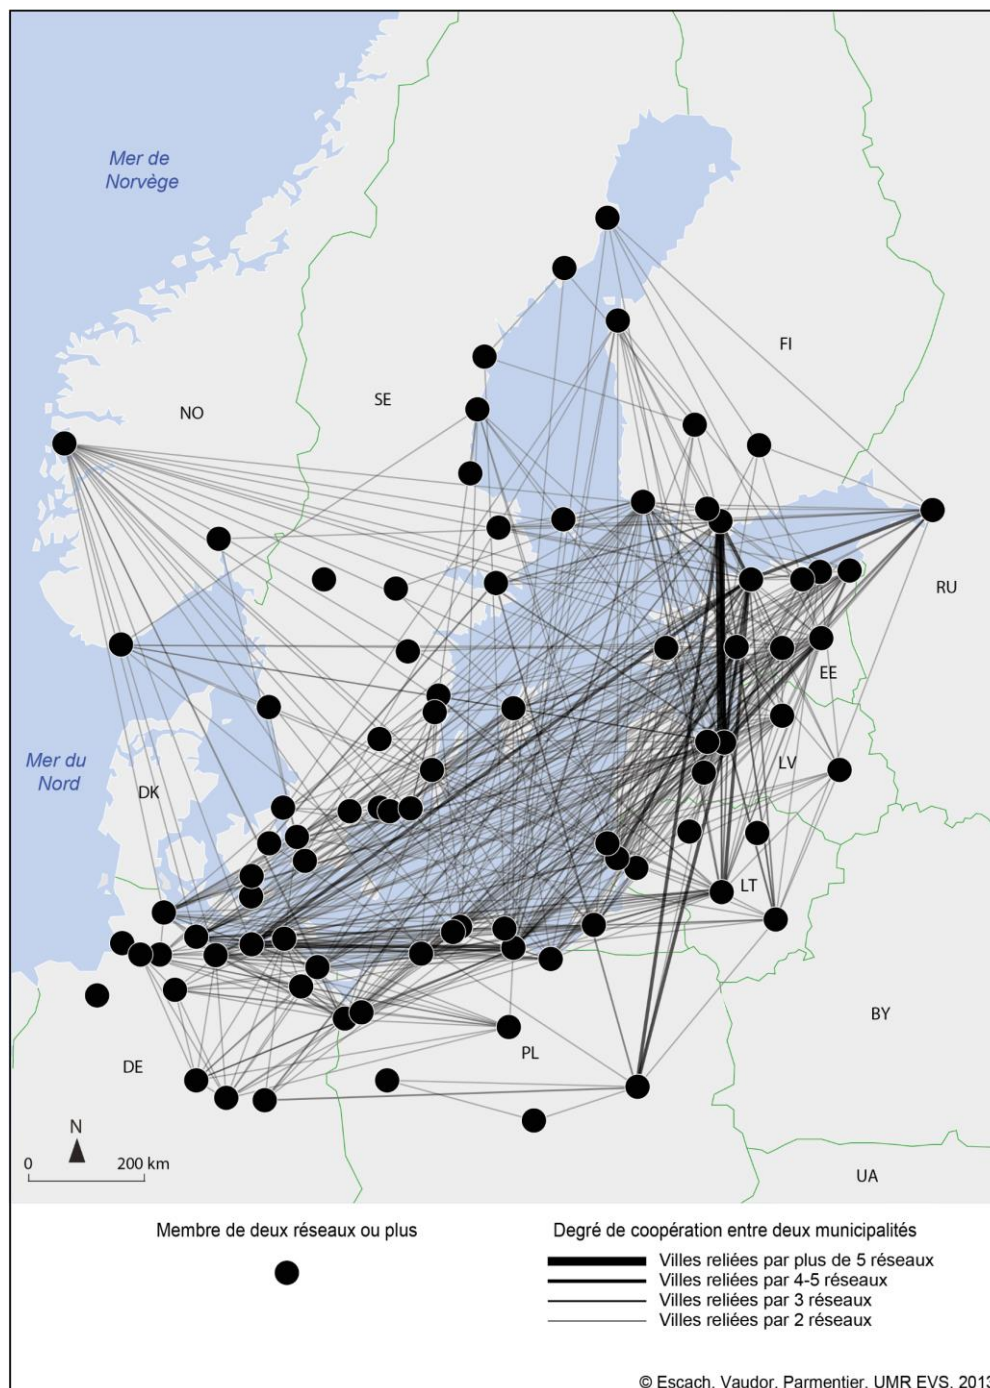 Mer de
Norvège
FI
SE
NO
RU
EE
Mer du
Nord
LV
DK
LT
BY
PL
DE
N
0 200 km
UA
Membre de deux réseaux ou plus
Degré de coopération entre deux municipalités
Villes reliées par plus de 5 réseaux
Villes reliées par 4-5 réseaux
Villes reliées par 3 réseaux
Villes reliées par 2 réseaux
© Escach, Vaudor, Parmentier, UMR EVS, 2013